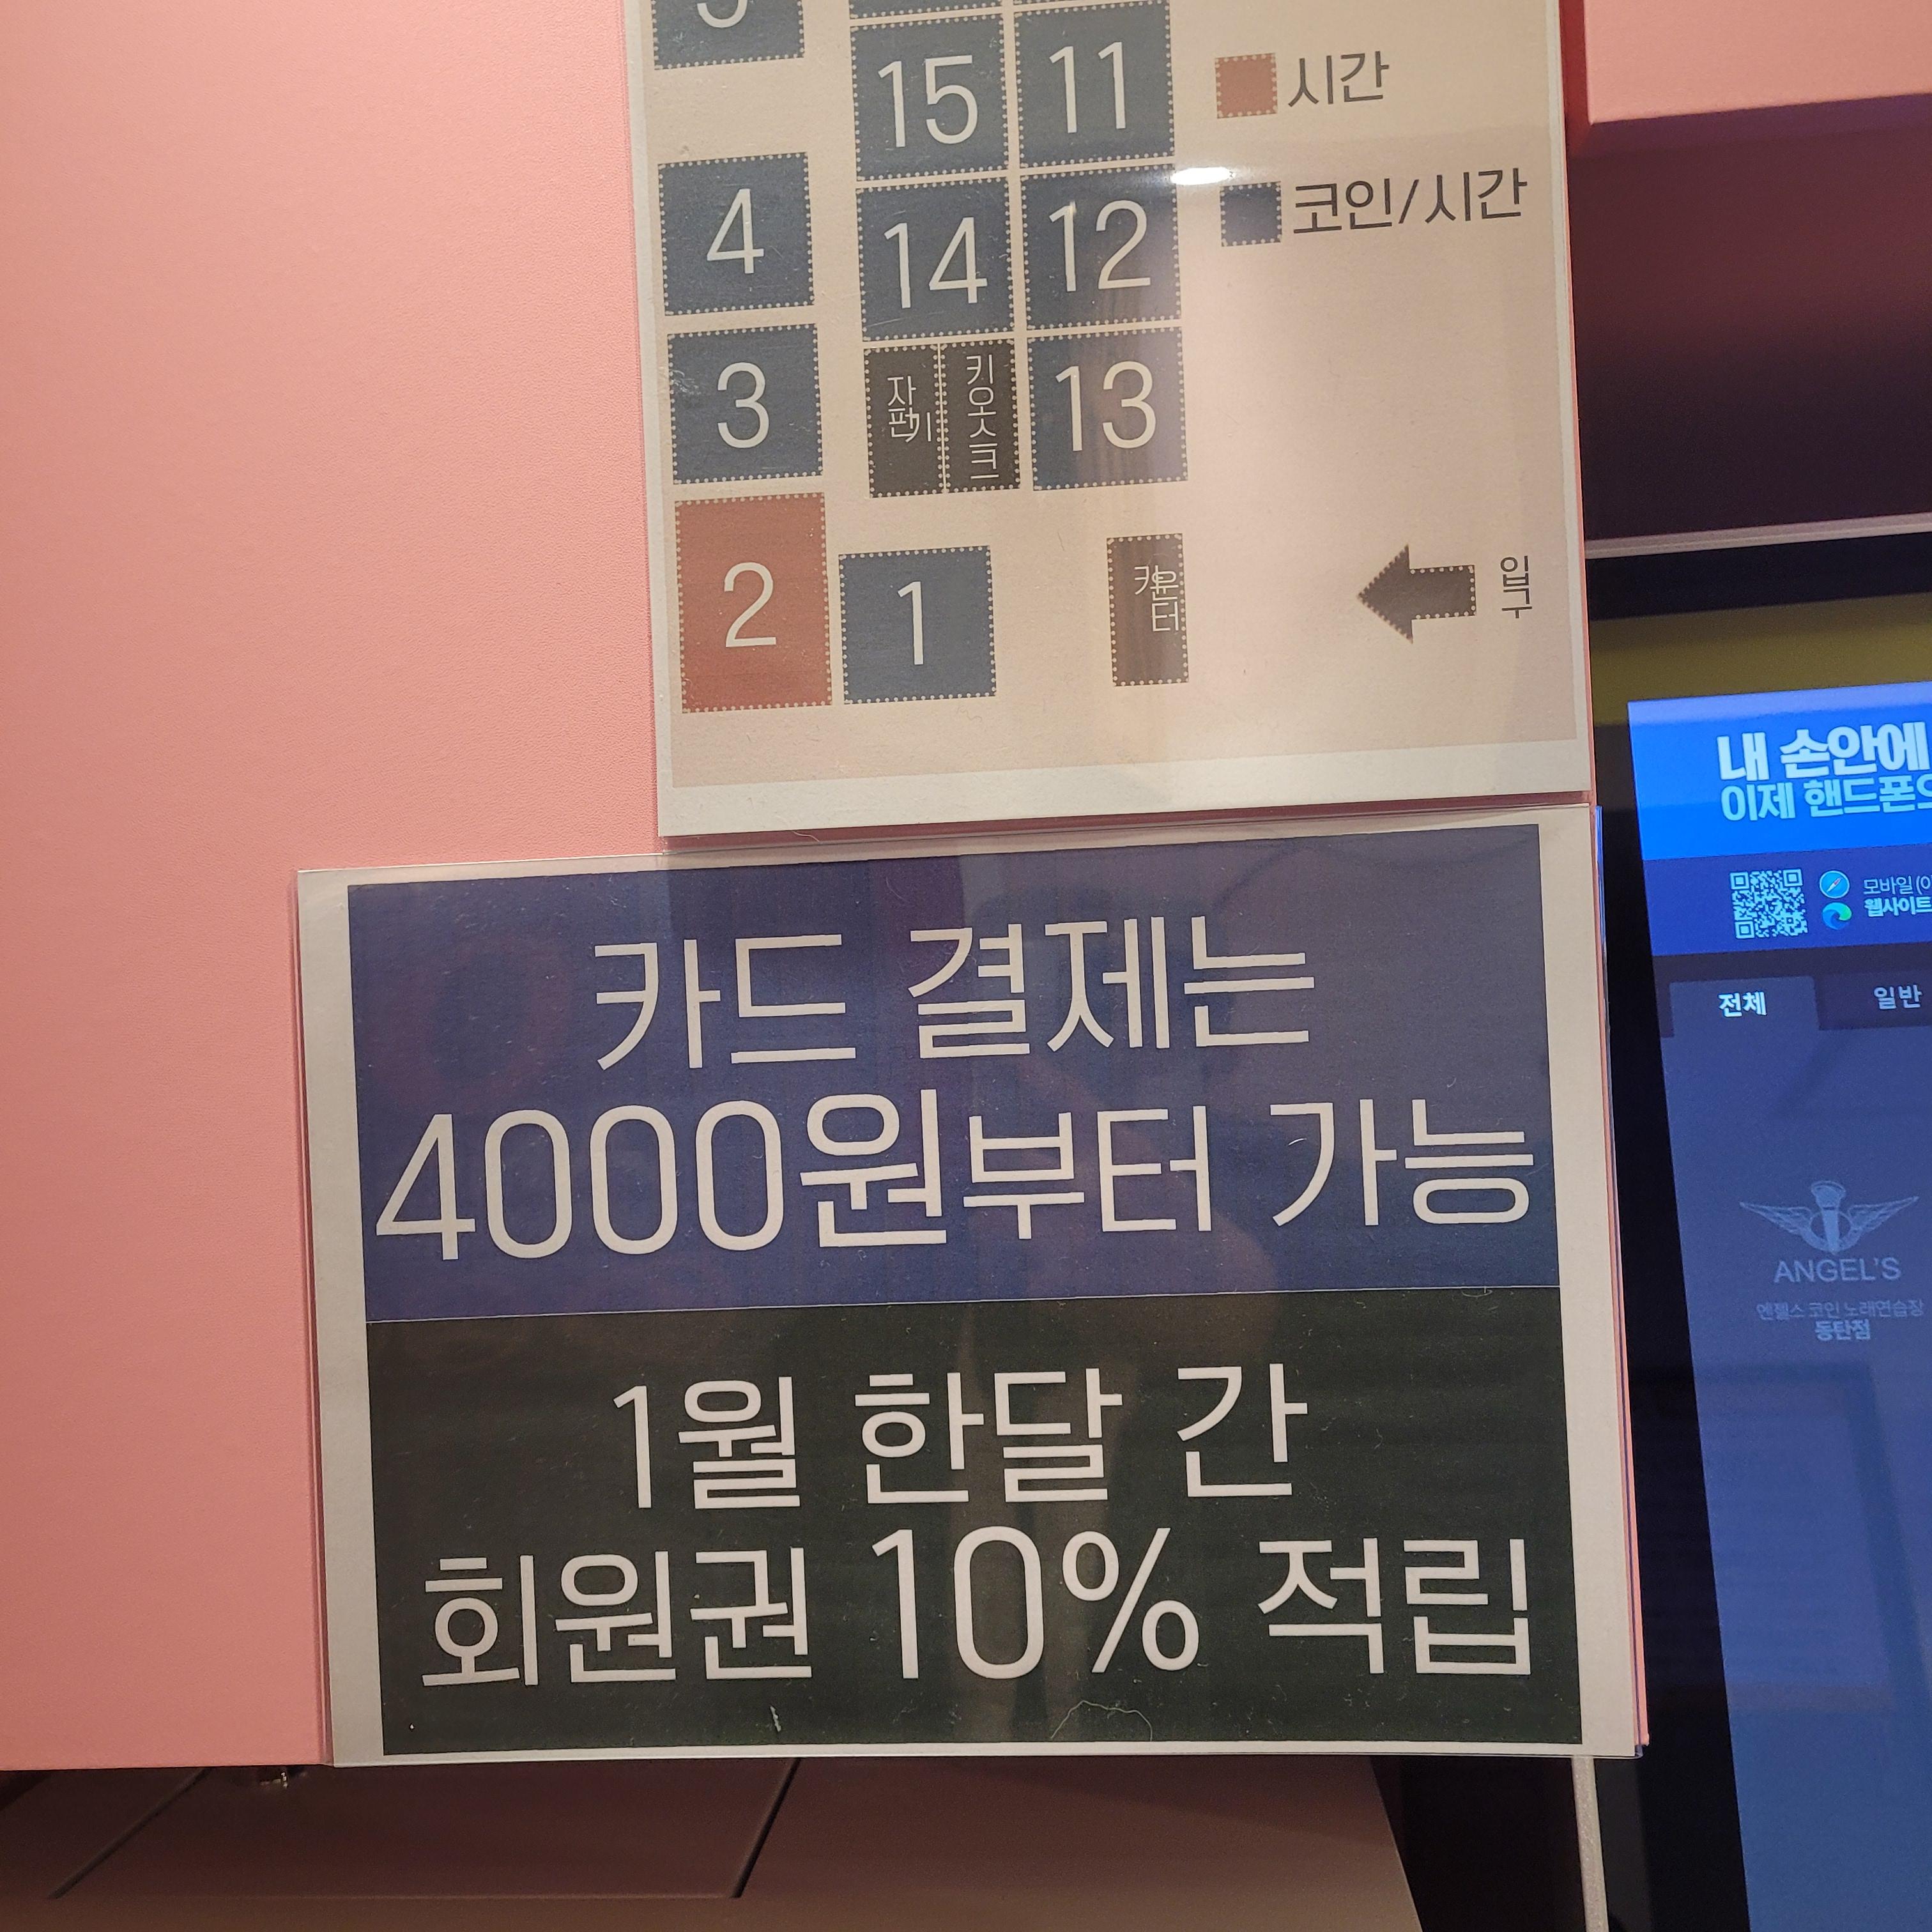 15 11
시간
4
14 12
코인/시간
3
자판기
키오스크
13
2
1
카운터
입구
카드 결제는
4000원부터 가능
1월 한달 간
회원권 10% 적립
내 손안에
이제 핸드폰으
모바일(
웹사이트
전체 일반
ANGEL'S
엔젤스 코인 노래연습장
동탄점